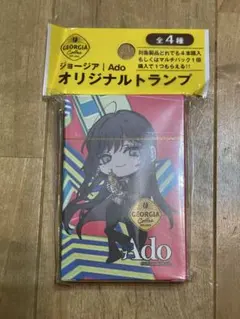 GEORGIA
Coffee
全4種
対象製品どれでも4本購入
もしくはマルチパック1個
購入で1つもらえる!!
ジョージア | Ado
オリジナルトランプ
GEORGIA
Coffee
Ado